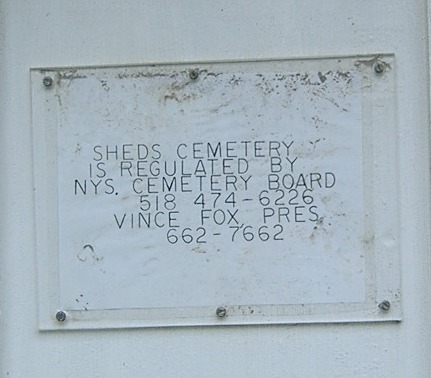 SHEDS CEMETERY
IS REGULATED BY
NYS. CEMETERY BOARD
518 474-6226
VINCE FOX, PRES.
662-7662